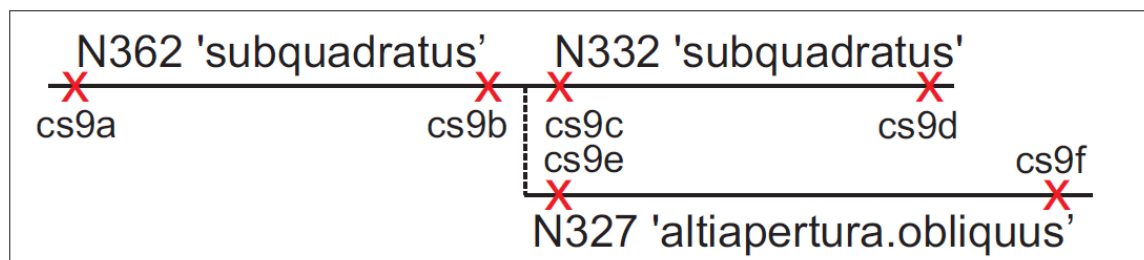 N362 'subquadratus’ N332 'subquadratus'
cs9a cs9b cs9c cs9d
cs9e cs9f
N327 'altiapertura.obliquus’